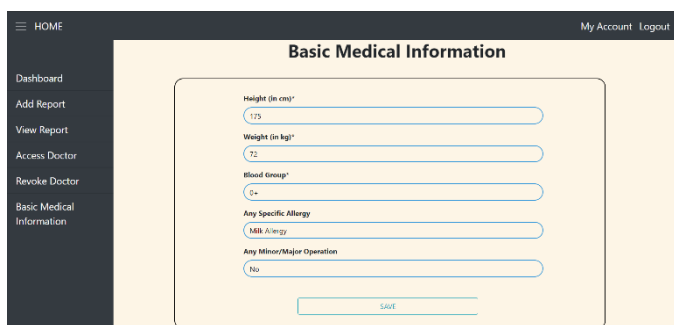 HOME
My Account Logout
Basic Medical Information
Dashboard
Add Report
View Report
Access Doctor
Revoke Doctor
Basic Medical
Information
Height (in cm)*
175
Weight (in kg)*
72
Blood Group*
0+
Any Specific Allergy
Milk Allergy
Any Minor/Major Operation
No
SAVE